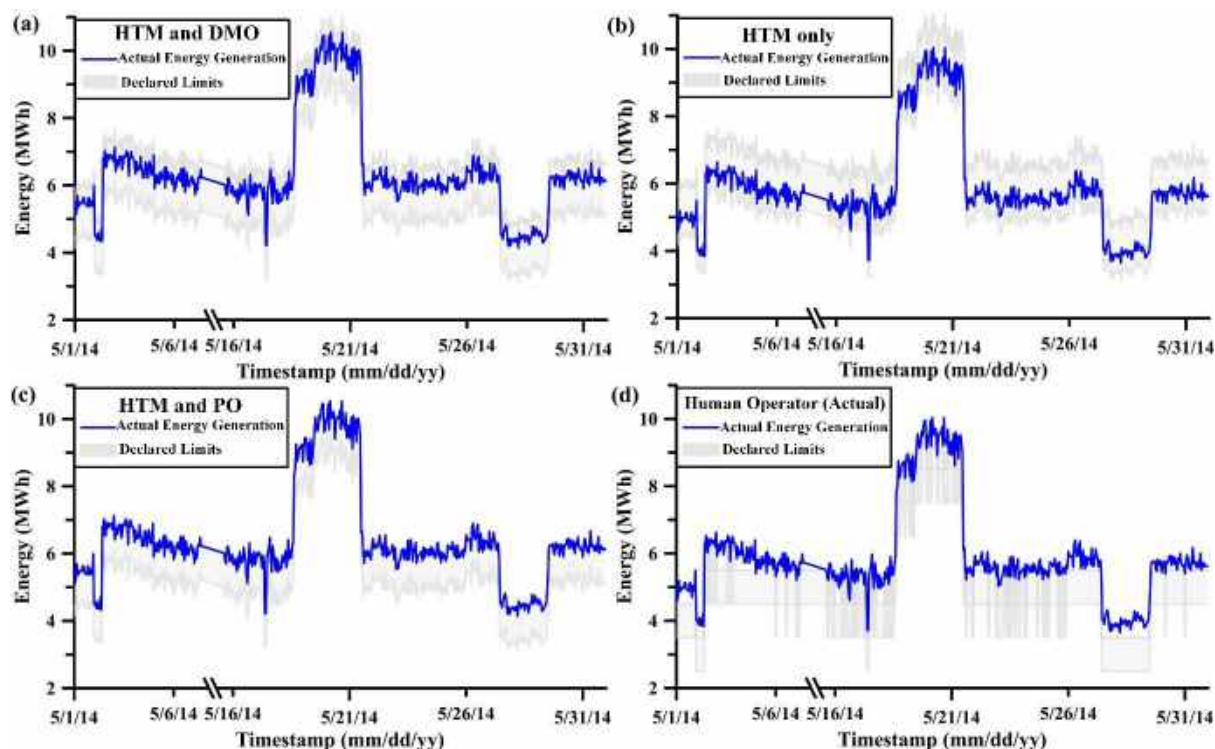 (a)
HTM and DMO
Actual Energy Generation
Declared Limits
Energy (MWh)
10
8
6
4
2
5/1/14
5/6/14
5/16/14
5/21/14
5/26/14
5/31/14
Timestamp (mm/dd/yy)
(b)
HTM only
Actual Energy Generation
Declared Limits
Energy (MWh)
10
8
6
4
2
5/1/14
5/6/14
5/16/14
5/21/14
5/26/14
5/31/14
Timestamp (mm/dd/yy)
(c)
HTM and PO
Actual Energy Generation
Declared Limits
Energy (MWh)
10
8
6
4
2
5/1/14
5/6/14
5/16/14
5/21/14
5/26/14
5/31/14
Timestamp (mm/dd/yy)
(d)
Human Operator (Actual)
Actual Energy Generation
Declared Limits
Energy (MWh)
10
8
6
4
2
5/1/14
5/6/14
5/16/14
5/21/14
5/26/14
5/31/14
Timestamp (mm/dd/yy)